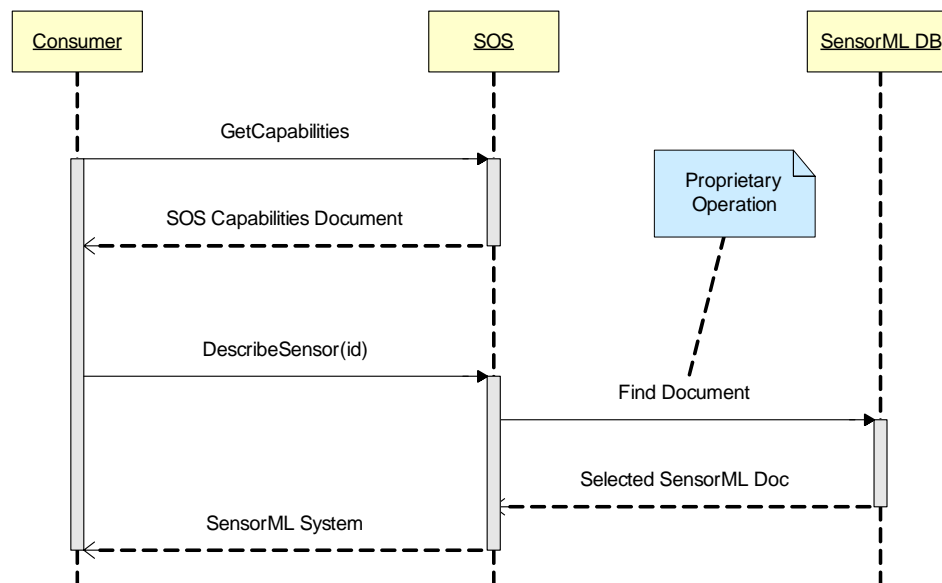 Consumer
SOS
SensorML DB
GetCapabilities
Proprietary
Operation
SOS Capabilities Document
DescribeSensor(id)
Find Document
Selected SensorML Doc
SensorML System